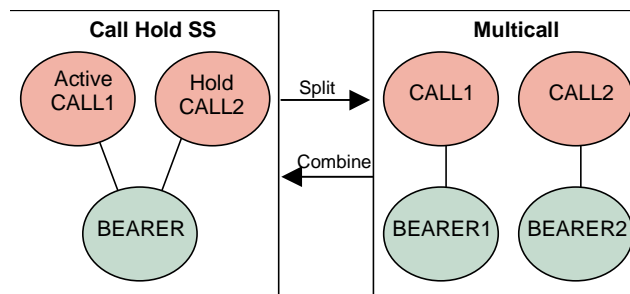 Call Hold SS
Multicall
Active
CALL1
Hold
CALL2
Split
CALL1
CALL2
Combine
BEARER
BEARER1
BEARER2